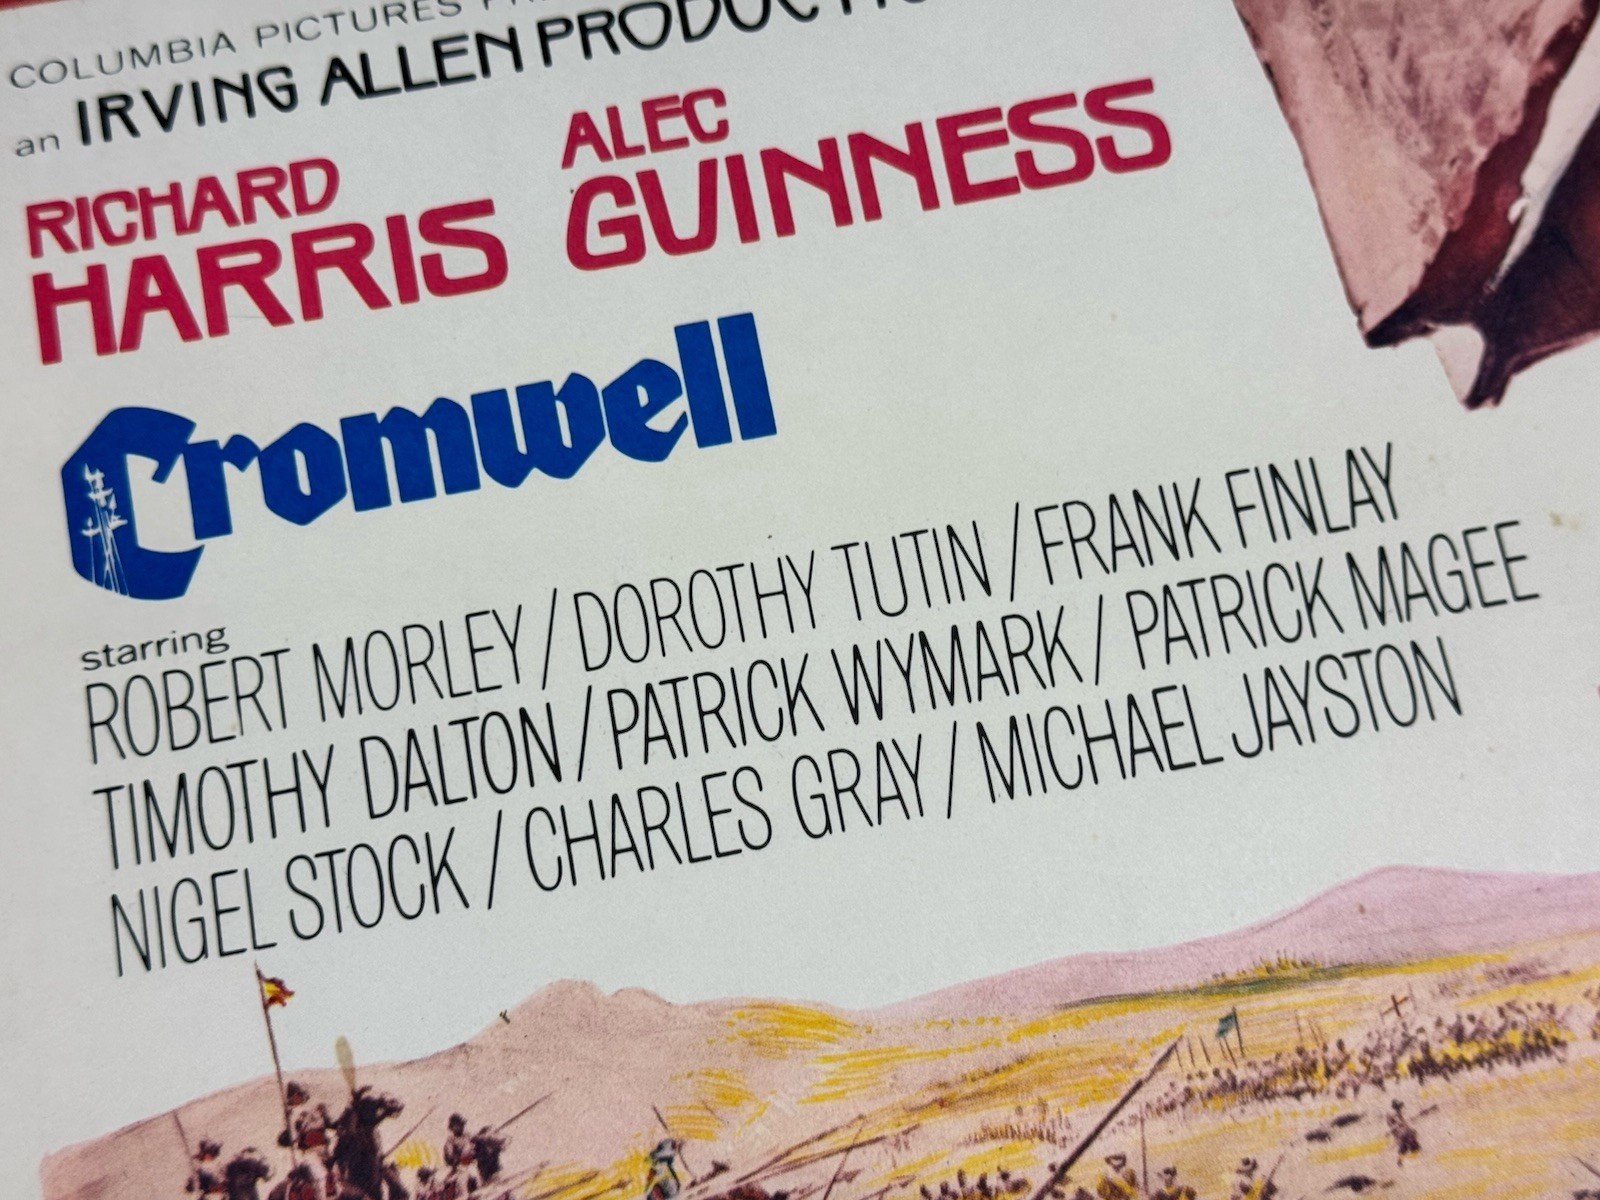 COLUMBIA PICTURES
an IRVING ALLEN
RICHARD HARRIS
ALEC GUINNESS
Cromwell
starring
ROBERT MORLEY / DOROTHY TUTIN / FRANK FINLAY
TIMOTHY DALTON / PATRICK WYMARK / PATRICK MAGEE
NIGEL STOCK / CHARLES GRAY / MICHAEL JAYSTON